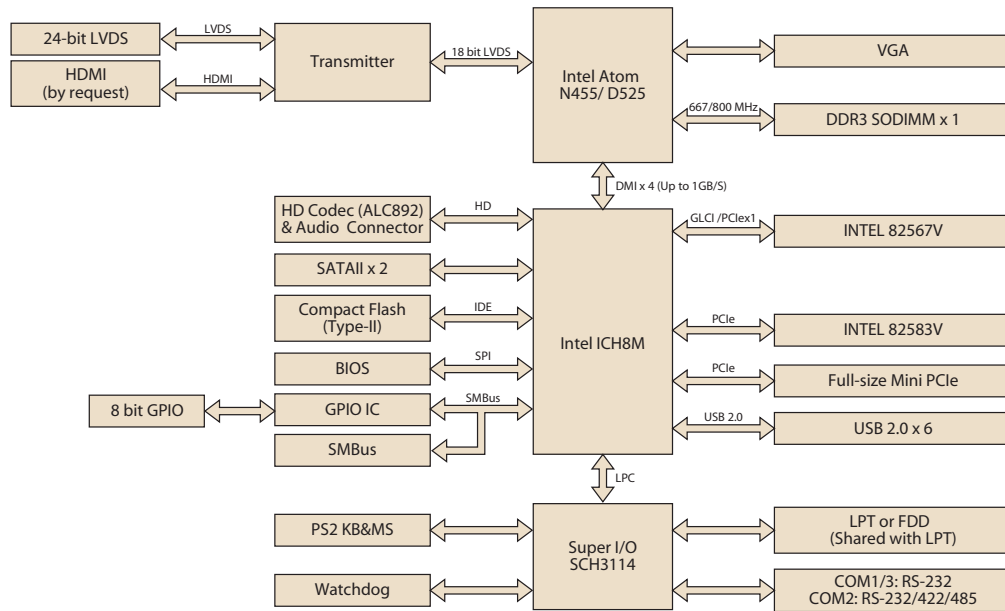 24-bit LVDS
LVDS
HDMI
(by request)
HDMI
Transmitter
18 bit LVDS
Intel Atom
N455/ D525
VGA
667/800 MHz
DDR3 SODIMM x 1
DMI x 4 (Up to 1GB/S)
HD Codec (ALC892)
& Audio Connector
HD
GLCI /PCIex1
INTEL 82567V
SATAII x 2
Compact Flash
(Type-II)
IDE
Intel ICH8M
PCIe
INTEL 82583V
BIOS
SPI
PCIe
Full-size Mini PCIe
8 bit GPIO
GPIO IC
SMBus
USB 2.0
USB 2.0 x 6
SMBus
LPC
PS2 KB&MS
Super I/O
SCH3114
LPT or FDD
(Shared with LPT)
Watchdog
COM1/3: RS-232
COM2: RS-232/422/485